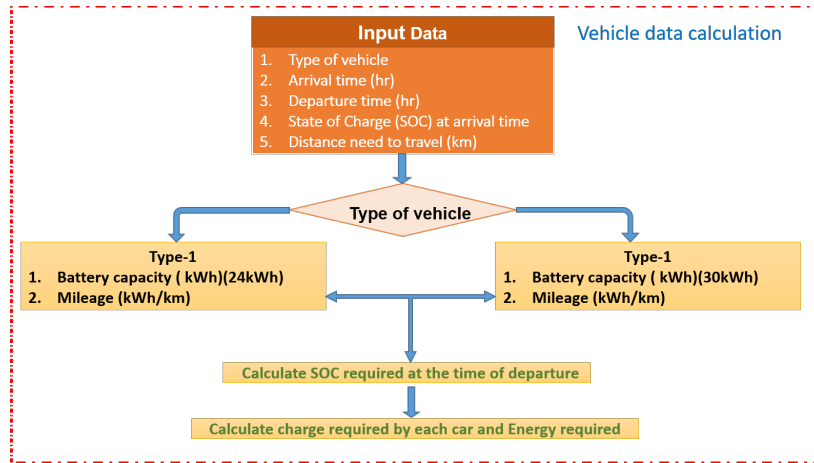 Input Data
Vehicle data calculation
1. Type of vehicle
2. Arrival time (hr)
3. Departure time (hr)
4. State of Charge (SOC) at arrival time
5. Distance need to travel (km)
Type of vehicle
Type-1
1. Battery capacity ( kWh)(24kWh)
2. Mileage (kWh/km)
Type-1
1. Battery capacity ( kWh)(30kWh)
2. Mileage (kWh/km)
Calculate SOC required at the time of departure
Calculate charge required by each car and Energy required